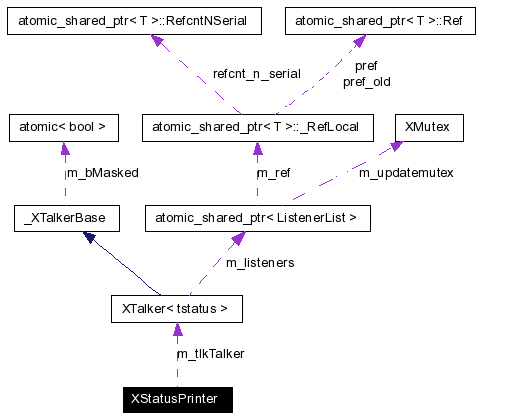 atomic_shared_ptr< T >::RefcntNSerial
atomic_shared_ptr< T >::Ref
refcnt_n_serial
pref
pref_old
atomic< bool >
atomic_shared_ptr< T >::_RefLocal
XMutex
m_bMasked
m_ref
m_updatemutex
_XTalkerBase
atomic_shared_ptr< ListenerList >
m_listeners
XTalker< tstatus >
m_tlkTalker
XStatusPrinter